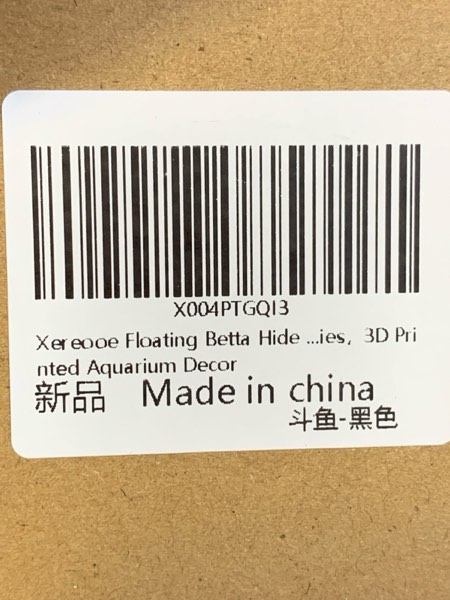 X004PTGQI3
Xereooe Floating Betta Hide ...ies, 3D Pri
nted Aquarium Decor
新品 Made in china
斗鱼-黑色